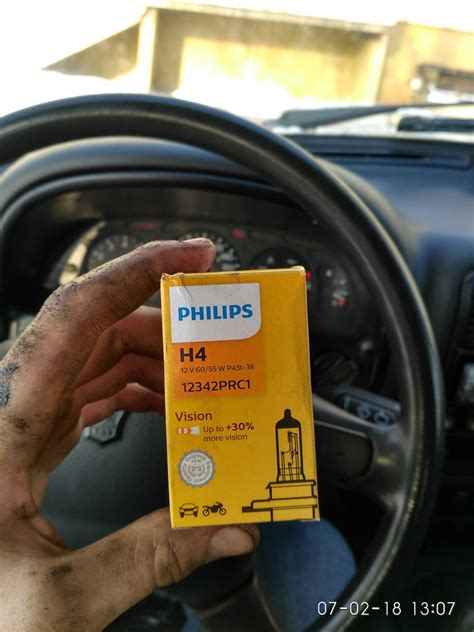 PHILIPS
H4
12 V 60/55 W P43t-38
12342PRC1
Vision
Up to +30%
more vision
07-02-18 13:07